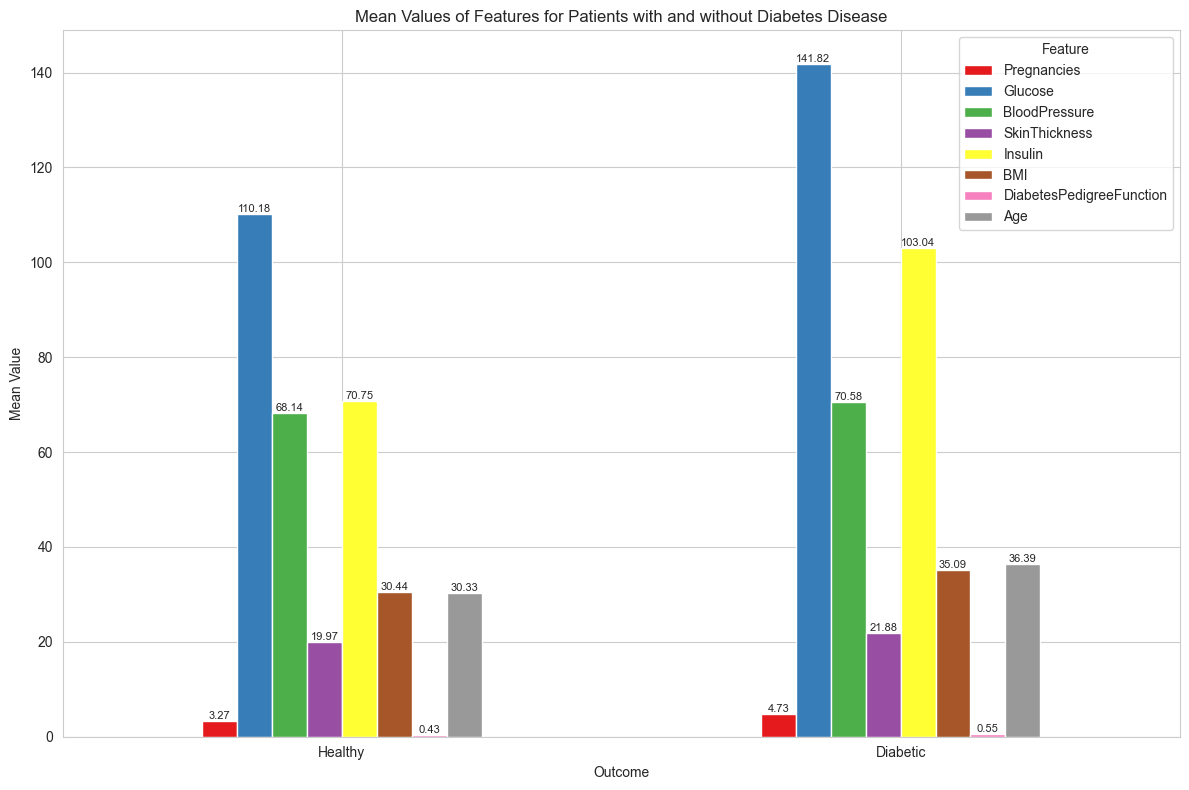 Mean Values of Features for Patients with and without Diabetes Disease
Feature
Pregnancies
Glucose
BloodPressure
SkinThickness
Insulin
BMI
DiabetesPedigreeFunction
Age
Mean Value
140
120
100
80
60
40
20
0
3.27
110.18
68.14
19.97
70.75
30.44
0.43
30.33
4.73
141.82
70.58
21.88
103.04
35.09
0.55
36.39
Healthy
Diabetic
Outcome